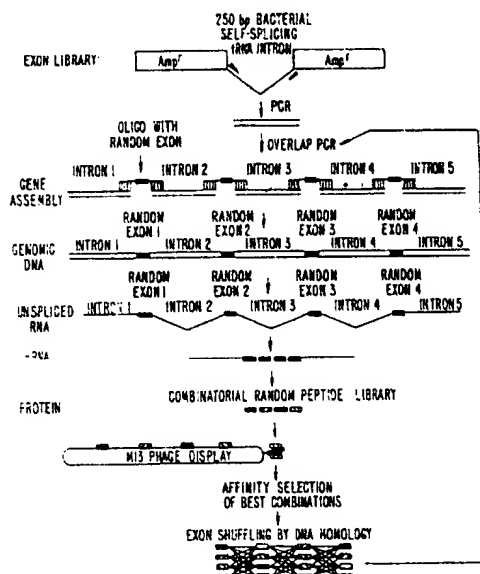 250 bp BACTERIAL
SELF-SPLICING
tRNA INTRON
EXON LIBRARY:
Ampr Ampr
PCR
OLIGO WITH
RANDOM EXON
OVERLAP PCR
INTRON 1 INTRON 2 INTRON 3 INTRON 4 INTRON 5
GENE
ASSEMBLY
RANDOM
EXON 1 RANDOM
EXON 2 RANDOM
EXON 3 RANDOM
EXON 4
GENOMIC
DNA
INTRON 1 INTRON 2 INTRON 3 INTRON 4 INTRON 5
RANDOM
EXON 1 RANDOM
EXON 2 RANDOM
EXON 3 RANDOM
EXON 4
UNSPLICED
RNA
INTRON 1 INTRON 2 INTRON 3 INTRON 4 INTRON 5
COMBINATORIAL RANDOM PEPTIDE LIBRARY
PROTEIN
M13 PHAGE DISPLAY
AFFINITY SELECTION
OF BEST COMBINATIONS
EXON SHUFFLING BY DNA HOMOLOGY